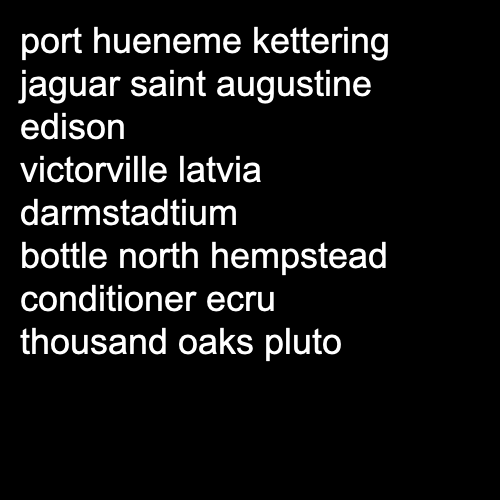 port hueneme kettering
jaguar saint augustine
edison
victorville latvia
darmstadtium
bottle north hempstead
conditioner ecru
thousand oaks pluto